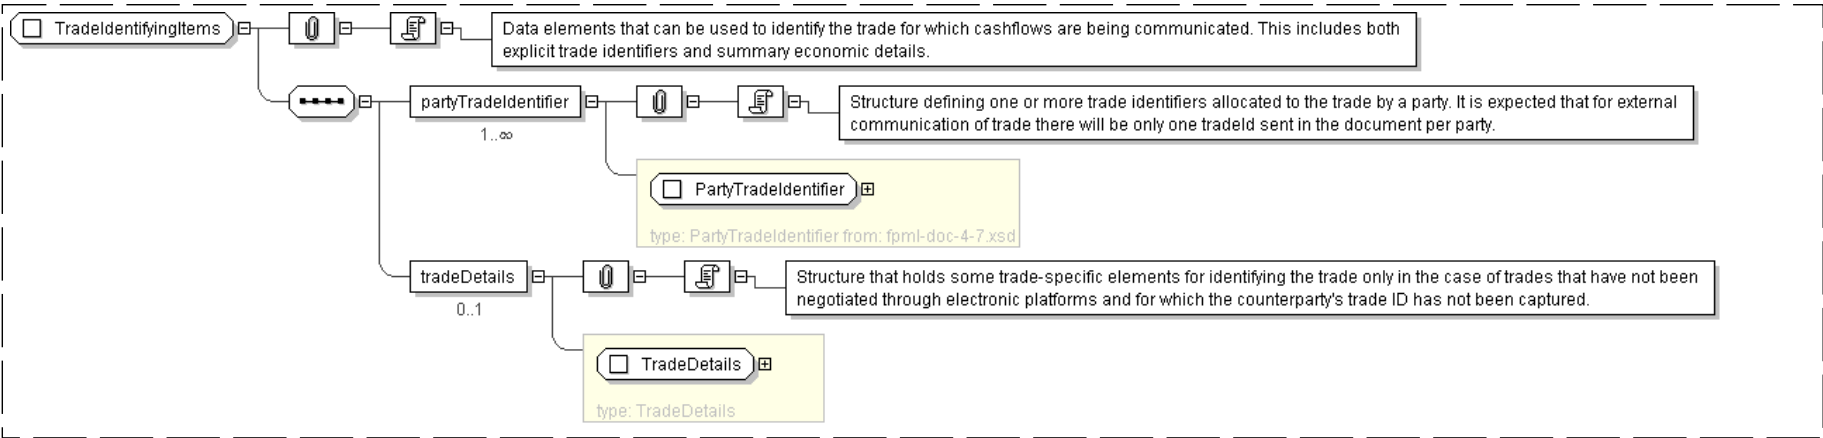 TradeIdentifyingItems
Data elements that can be used to identify the trade for which cashflows are being communicated. This includes both
explicit trade identifiers and summary economic details.
partyTradeIdentifier
1..∞
Structure defining one or more trade identifiers allocated to the trade by a party. It is expected that for external
communication of trade there will be only one tradeId sent in the document per party.
PartyTradeIdentifier
type: PartyTradeIdentifier from: fpml-doc-4-7.xsd
tradeDetails
0..1
Structure that holds some trade-specific elements for identifying the trade only in the case of trades that have not been
negotiated through electronic platforms and for which the counterparty's trade ID has not been captured.
TradeDetails
type: TradeDetails